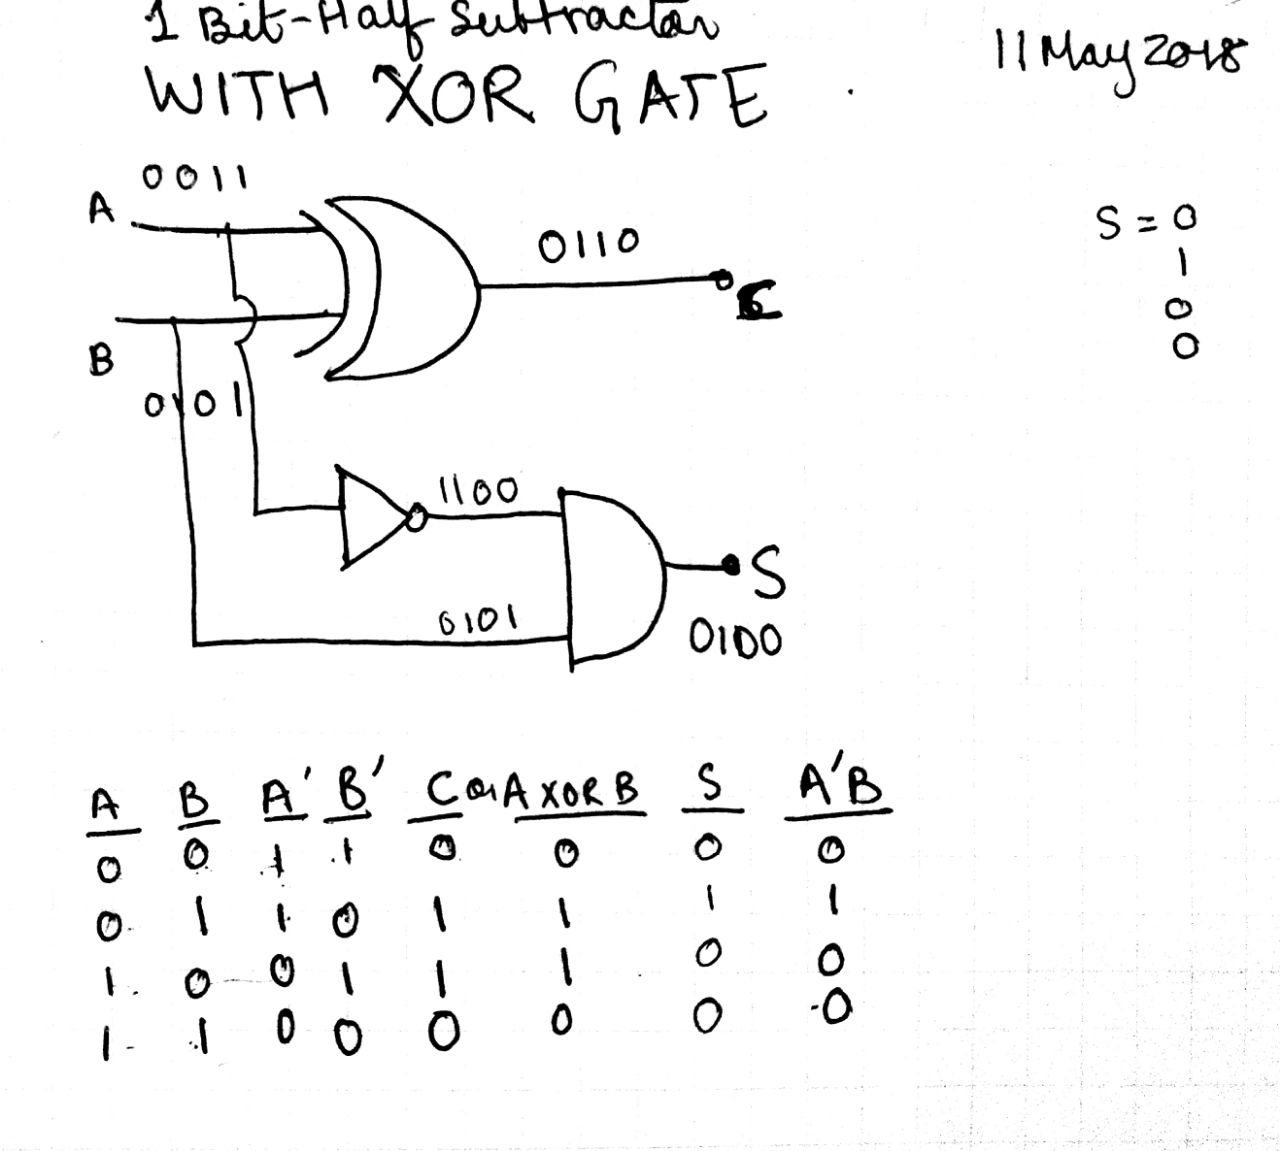 1 Bit-Half Subtractor
WITH XOR GATE
11 May 2018
0011
A
0110
C
B
0101
S = 0
1
0
0
1100
0101
S
0100
A B A' B' C or A XOR B S A'B
0 0 1 1 0 0 0 0
0 1 1 0 1 1 1 1
1 0 0 1 1 1 0 0
1 1 0 0 0 0 0 0